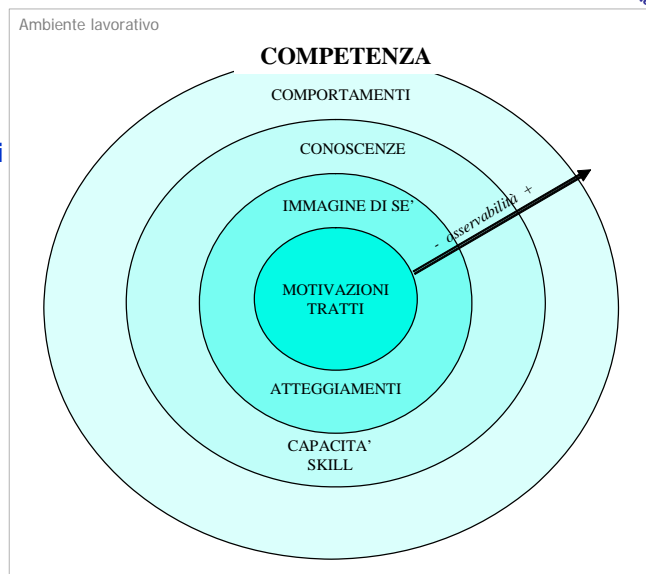 Ambiente lavorativo
COMPETENZA
COMPORTAMENTI
i
CONOSCENZE
IMMAGINE DI SE'
- osservabilità +
MOTIVAZIONI
TRATTI
ATTEGGIAMENTI
CAPACITA'
SKILL